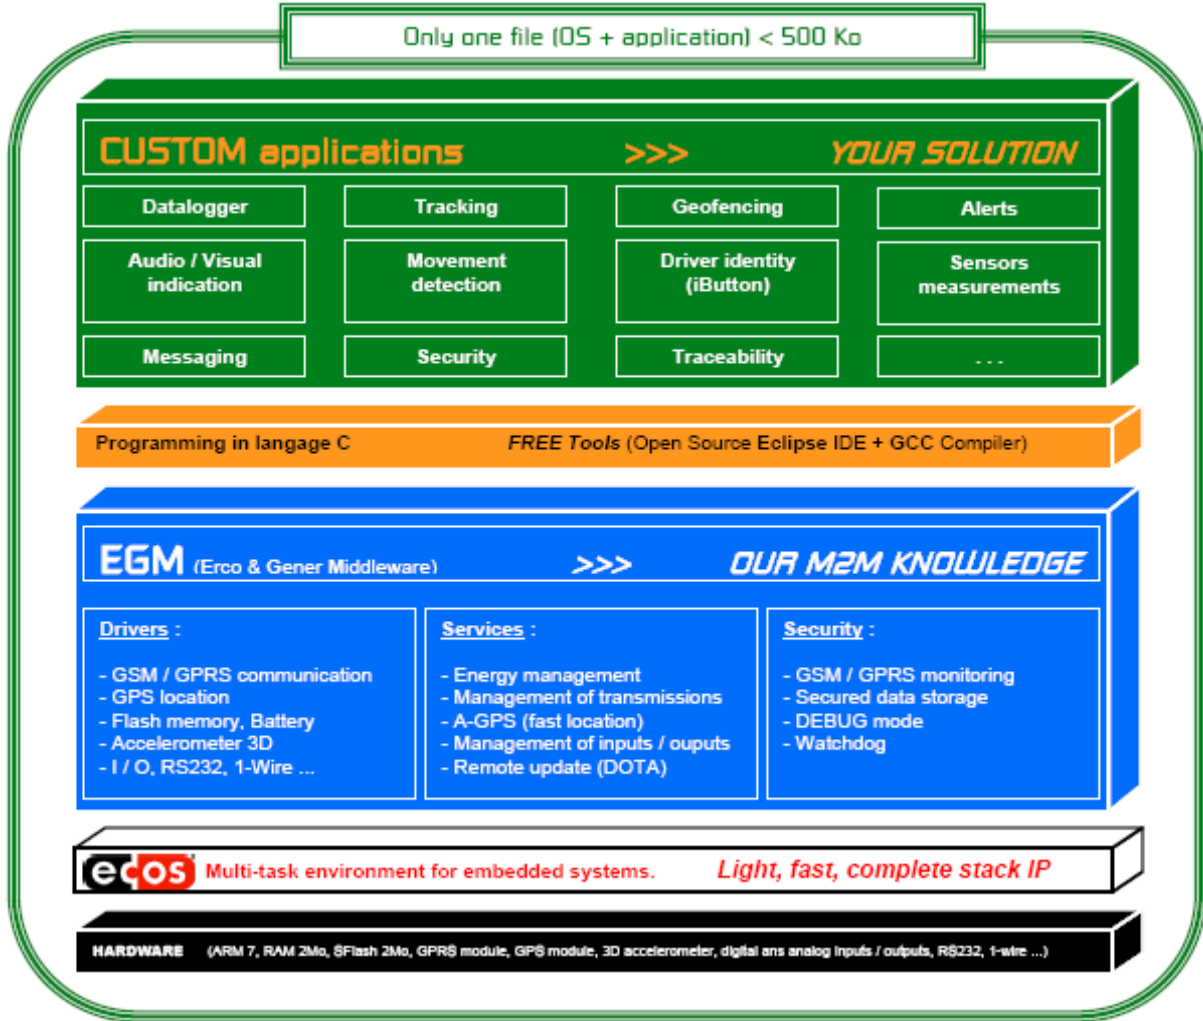 Only one file (OS + application) < 500 Ko
CUSTOM applications >>> YOUR SOLUTION
Datalogger Tracking Geofencing Alerts
Audio / Visual
indication
Movement
detection
Driver identity
(iButton)
Sensors
measurements
Messaging Security Traceability . . .
Programming in langage C FREE Tools (Open Source Eclipse IDE + GCC Compiler)
EGM (Erco & Gener Middleware) >>> OUR M2M KNOWLEDGE
Drivers :
- GSM / GPRS communication
- GPS location
- Flash memory, Battery
- Accelerometer 3D
- I / O, RS232, 1-Wire ...
Services :
- Energy management
- Management of transmissions
- A-GPS (fast location)
- Management of inputs / ouputs
- Remote update (DOTA)
Security :
- GSM / GPRS monitoring
- Secured data storage
- DEBUG mode
- Watchdog
ecos Multi-task environment for embedded systems. Light, fast, complete stack IP
HARDWARE (ARM 7, RAM 2Mo, SFlash 2Mo, GPRS module, GPS module, 3D accelerometer, digital ans analog inputs / outputs, RS232, 1-wire ...)